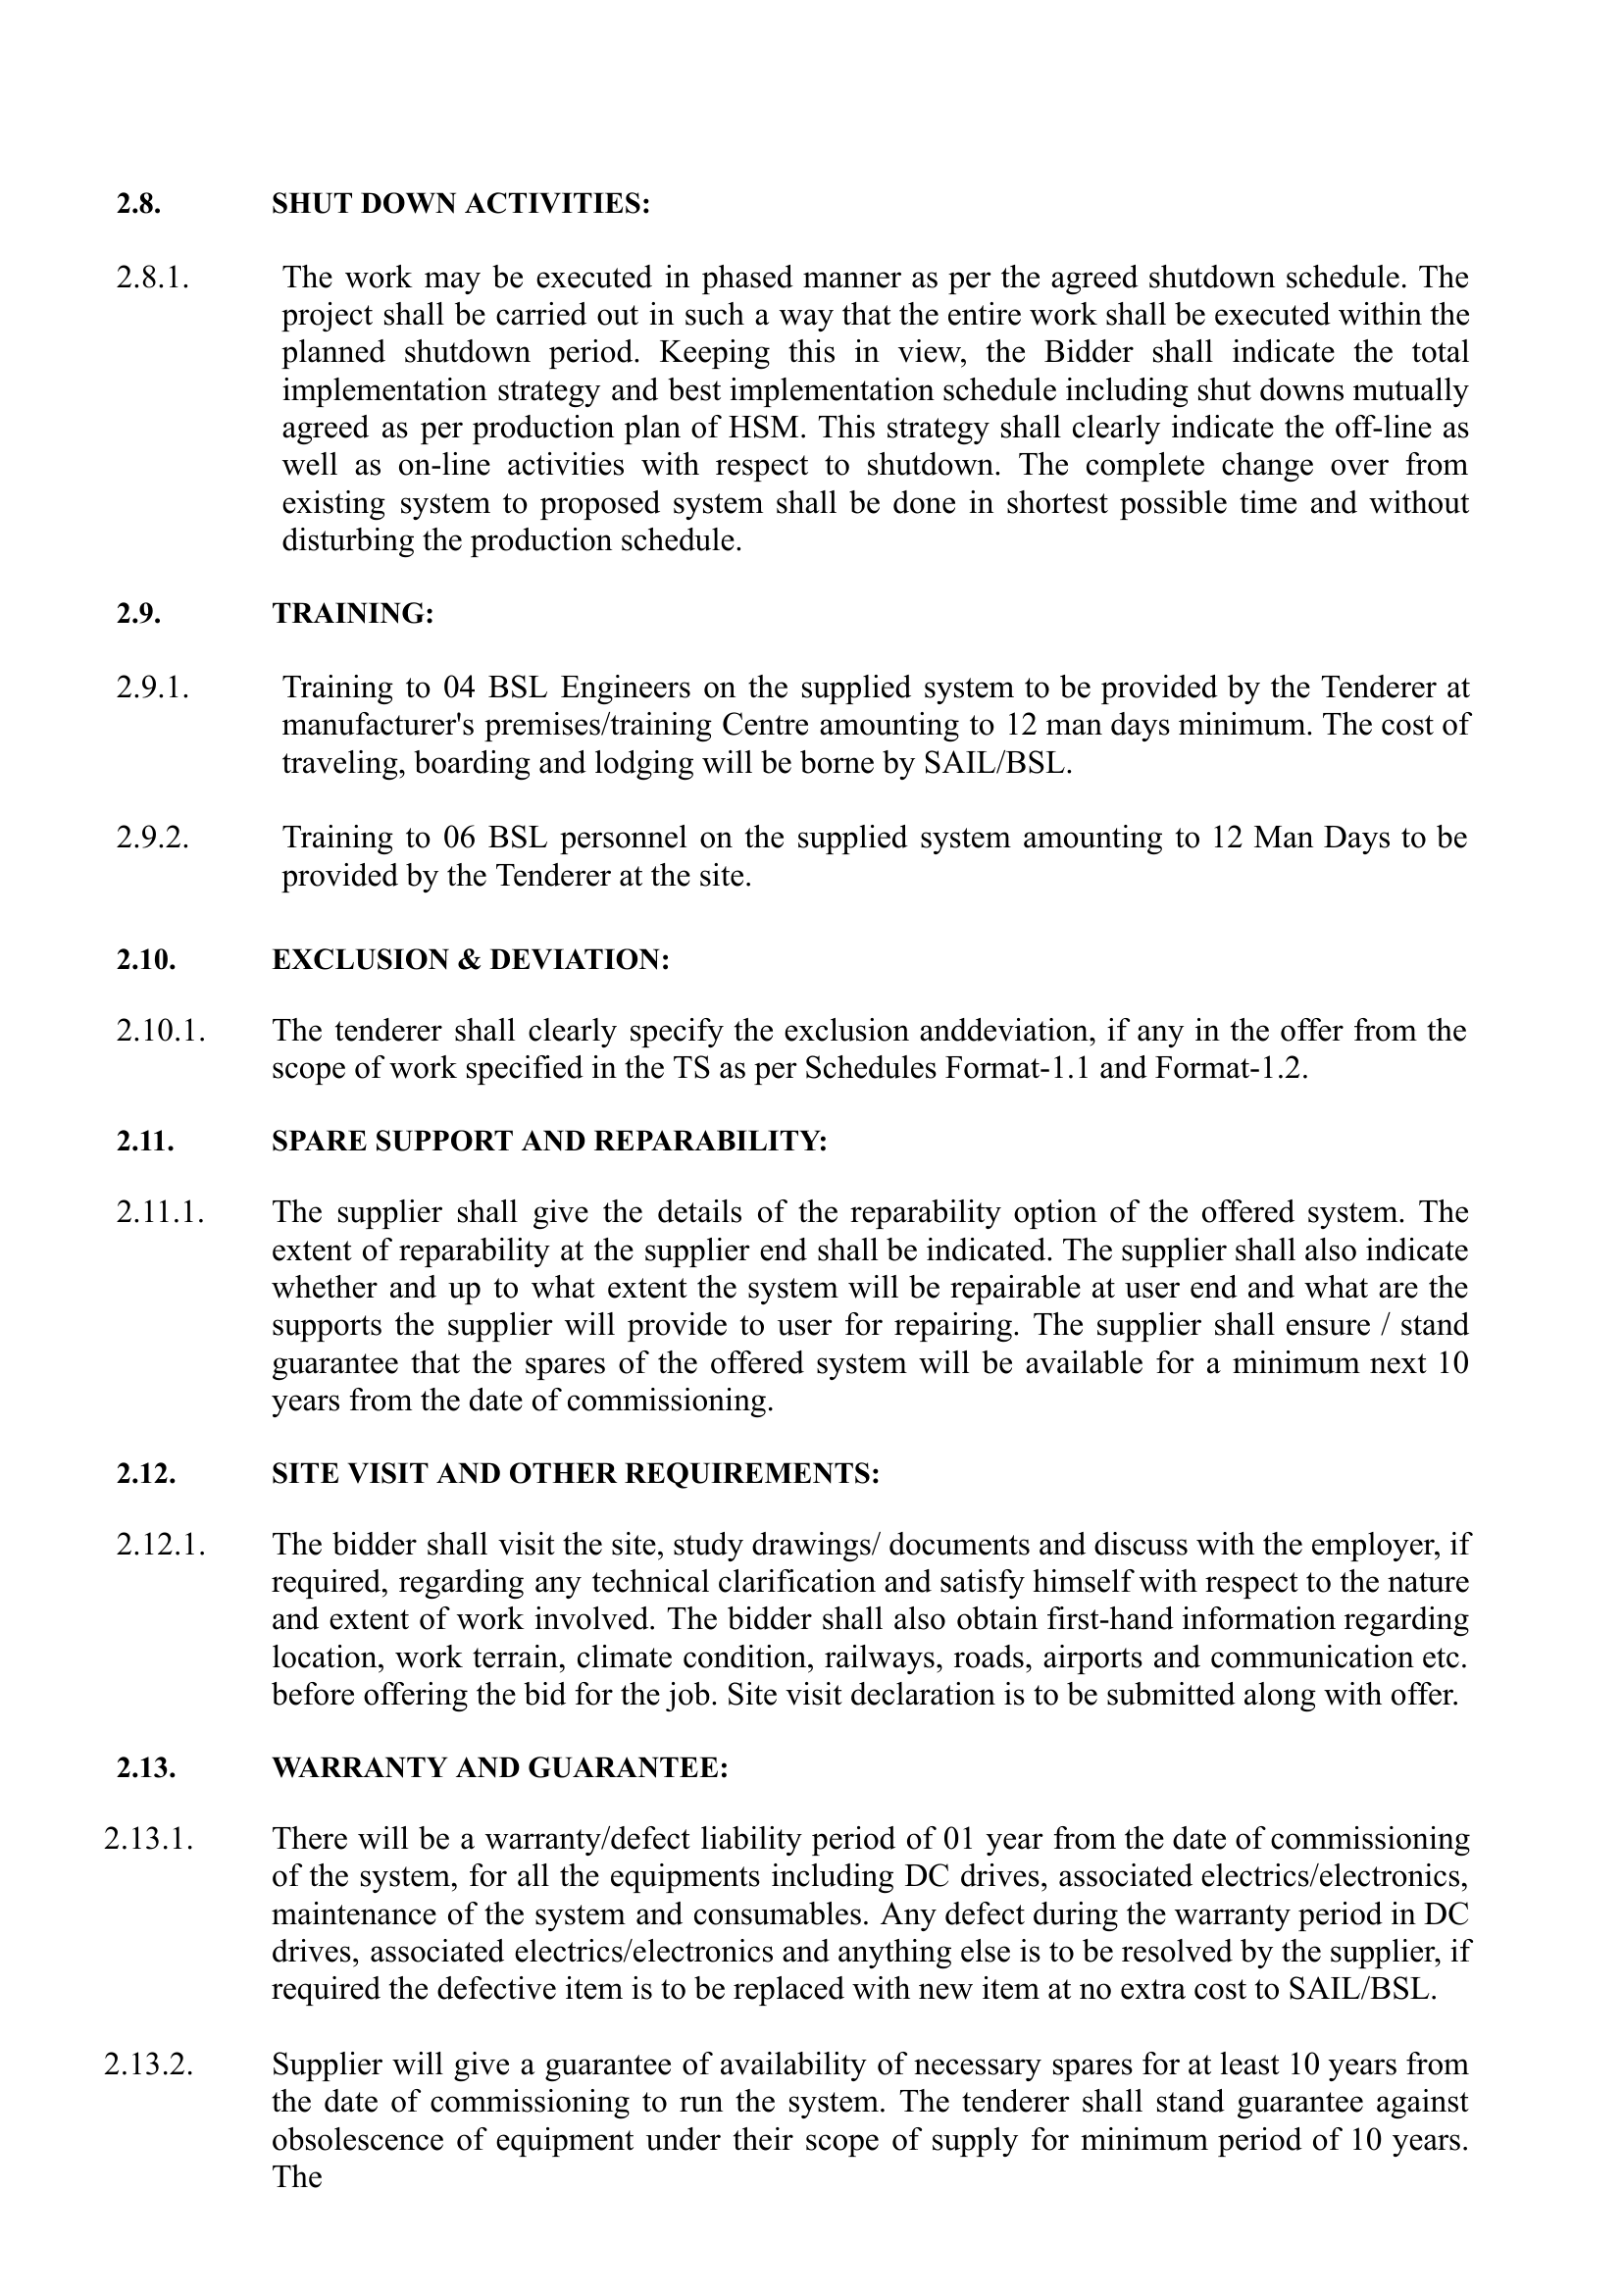 2.8. SHUT DOWN ACTIVITIES:
2.8.1. The work may be executed in phased manner as per the agreed shutdown schedule. The
project shall be carried out in such a way that the entire work shall be executed within the
planned shutdown period. Keeping this in view, the Bidder shall indicate the total
implementation strategy and best implementation schedule including shut downs mutually
agreed as per production plan of HSM. This strategy shall clearly indicate the off-line as
well as on-line activities with respect to shutdown. The complete change over from
existing system to proposed system shall be done in shortest possible time and without
disturbing the production schedule.
2.9. TRAINING:
2.9.1. Training to 04 BSL Engineers on the supplied system to be provided by the Tenderer at
manufacturer's premises/training Centre amounting to 12 man days minimum. The cost of
traveling, boarding and lodging will be borne by SAIL/BSL.
2.9.2. Training to 06 BSL personnel on the supplied system amounting to 12 Man Days to be
provided by the Tenderer at the site.
2.10. EXCLUSION & DEVIATION:
2.10.1. The tenderer shall clearly specify the exclusion anddeviation, if any in the offer from the
scope of work specified in the TS as per Schedules Format-1.1 and Format-1.2.
2.11. SPARE SUPPORT AND REPARABILITY:
2.11.1. The supplier shall give the details of the reparability option of the offered system. The
extent of reparability at the supplier end shall be indicated. The supplier shall also indicate
whether and up to what extent the system will be repairable at user end and what are the
supports the supplier will provide to user for repairing. The supplier shall ensure / stand
guarantee that the spares of the offered system will be available for a minimum next 10
years from the date of commissioning.
2.12. SITE VISIT AND OTHER REQUIREMENTS:
2.12.1. The bidder shall visit the site, study drawings/ documents and discuss with the employer, if
required, regarding any technical clarification and satisfy himself with respect to the nature
and extent of work involved. The bidder shall also obtain first-hand information regarding
location, work terrain, climate condition, railways, roads, airports and communication etc.
before offering the bid for the job. Site visit declaration is to be submitted along with offer.
2.13. WARRANTY AND GUARANTEE:
2.13.1. There will be a warranty/defect liability period of 01 year from the date of commissioning
of the system, for all the equipments including DC drives, associated electrics/electronics,
maintenance of the system and consumables. Any defect during the warranty period in DC
drives, associated electrics/electronics and anything else is to be resolved by the supplier, if
required the defective item is to be replaced with new item at no extra cost to SAIL/BSL.
2.13.2. Supplier will give a guarantee of availability of necessary spares for at least 10 years from
the date of commissioning to run the system. The tenderer shall stand guarantee against
obsolescence of equipment under their scope of supply for minimum period of 10 years.
The